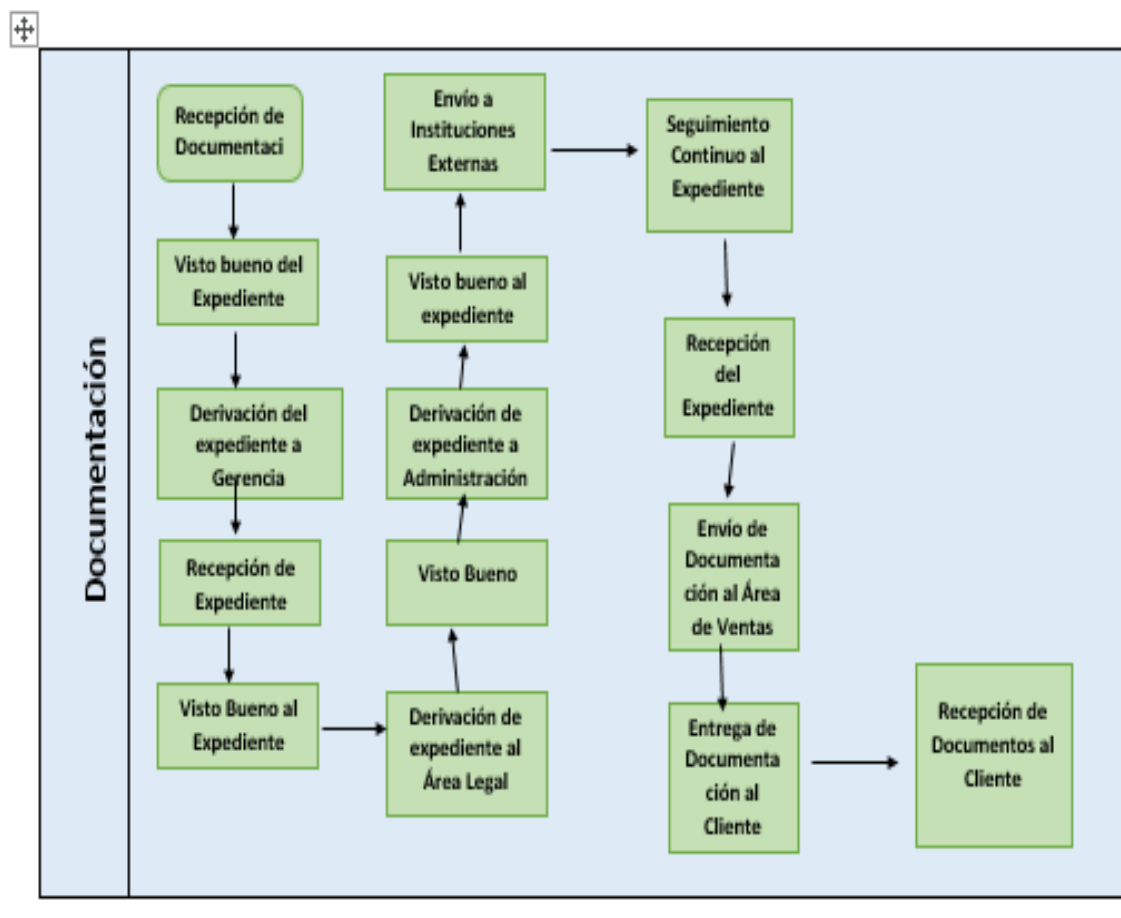 Documentación
Recepción de
Documentaci
Visto bueno del
Expediente
Derivación del
expediente a
Gerencia
Recepción de
Expediente
Visto Bueno al
Expediente
Derivación de
expediente al
Área Legal
Visto Bueno
Derivación de
expediente a
Administración
Visto bueno al
expediente
Envío a
Instituciones
Externas
Seguimiento
Continuo al
Expediente
Recepción
del
Expediente
Envío de
Documenta
ción al Área
de Ventas
Entrega de
Documenta
ción al
Cliente
Recepción de
Documentos al
Cliente